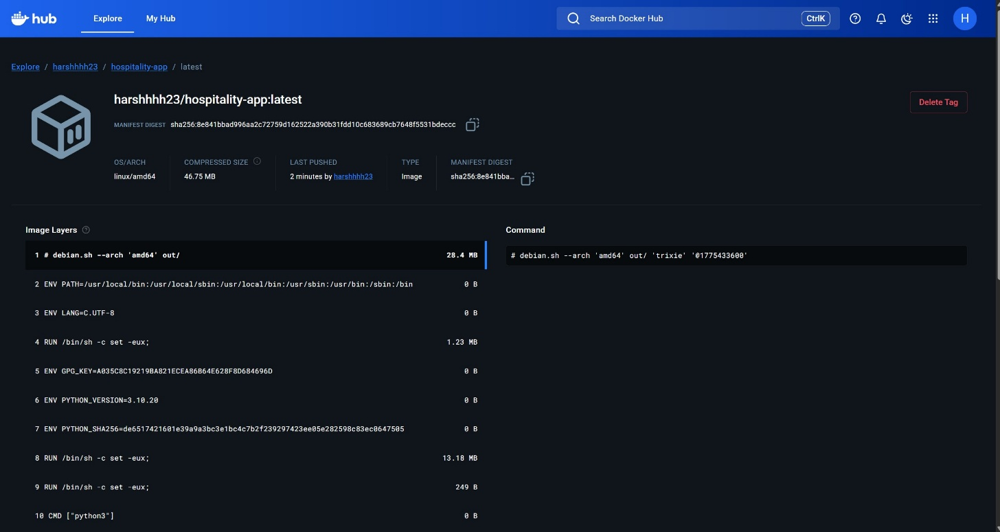 hub
Explore
My Hub
Search Docker Hub
CtrlK
H
Explore / harshhhh23 / hospitality-app / latest
harshhhh23/hospitality-app:latest
Delete Tag
MANIFEST DIGEST sha256:8e841bbad996aa2c72759d162522a390b31fdd10c683689cb7648f5531bdeccc
OS/ARCH
linux/amd64
COMPRESSED SIZE
46.75 MB
LAST PUSHED
2 minutes by harshhhh23
TYPE
Image
MANIFEST DIGEST
sha256:8e841bba...
Image Layers
1 # debian.sh --arch 'amd64' out/ 28.4 MB
2 ENV PATH=/usr/local/bin:/usr/local/sbin:/usr/local/bin:/usr/sbin:/usr/bin:/sbin:/bin 0 B
3 ENV LANG=C.UTF-8 0 B
4 RUN /bin/sh -c set -eux; 1.23 MB
5 ENV GPG_KEY=A035C8C19219BA821ECEA86B64E628F8D684696D 0 B
6 ENV PYTHON_VERSION=3.10.20 0 B
7 ENV PYTHON_SHA256=de6517421601e39a9a3bc3e1bc4c7b2f239297423ee05e282598c83ec0647505 0 B
8 RUN /bin/sh -c set -eux; 13.18 MB
9 RUN /bin/sh -c set -eux; 249 B
10 CMD ["python3"] 0 B
Command
# debian.sh --arch 'amd64' out/ 'trixie' '@1775433600'